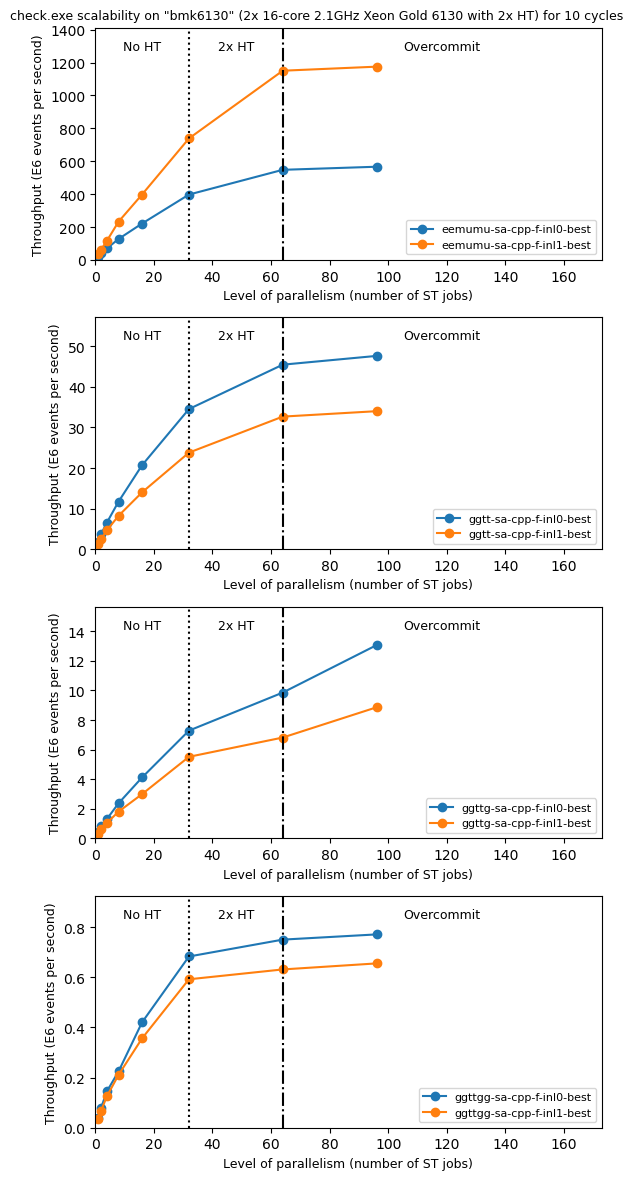 check.exe scalability on "bmk6130" (2x 16-core 2.1GHz Xeon Gold 6130 with 2x HT) for 10 cycles
Throughput (E6 events per second)
1400
1200
1000
800
600
400
200
0
No HT
2x HT
Overcommit
eemumu-sa-cpp-f-inl0-best
eemumu-sa-cpp-f-inl1-best
0 20 40 60 80 100 120 140 160
Level of parallelism (number of ST jobs)
Throughput (E6 events per second)
50
40
30
20
10
0
No HT
2x HT
Overcommit
ggtt-sa-cpp-f-inl0-best
ggtt-sa-cpp-f-inl1-best
0 20 40 60 80 100 120 140 160
Level of parallelism (number of ST jobs)
Throughput (E6 events per second)
14
12
10
8
6
4
2
0
No HT
2x HT
Overcommit
ggttg-sa-cpp-f-inl0-best
ggttg-sa-cpp-f-inl1-best
0 20 40 60 80 100 120 140 160
Level of parallelism (number of ST jobs)
Throughput (E6 events per second)
0.8
0.6
0.4
0.2
0.0
No HT
2x HT
Overcommit
ggttgg-sa-cpp-f-inl0-best
ggttgg-sa-cpp-f-inl1-best
0 20 40 60 80 100 120 140 160
Level of parallelism (number of ST jobs)